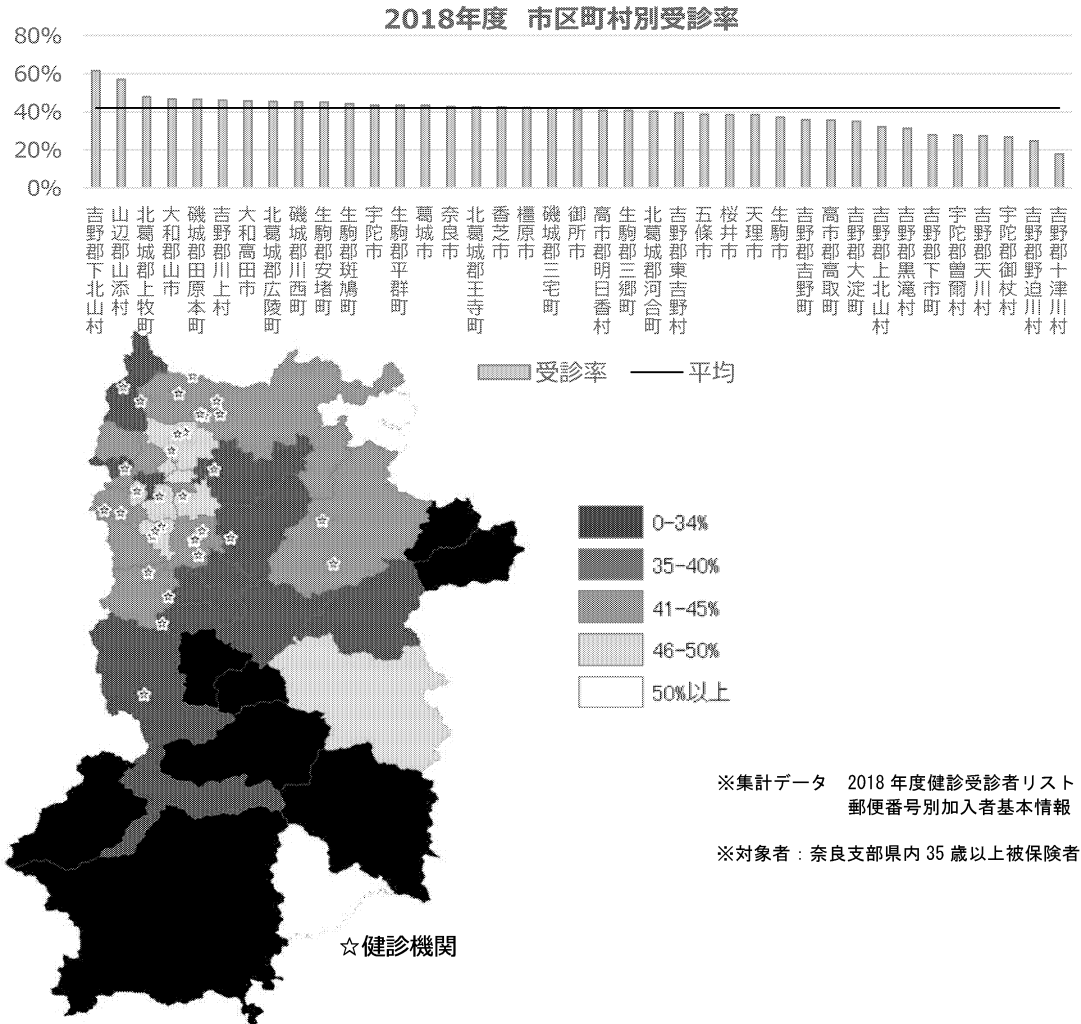 2018年度 市区町村別受診率
80%
60%
40%
20%
0%
吉野郡下北山村
山辺郡山添村
北葛城郡上牧町
大和郡山市
磯城郡田原本町
吉野郡川上村
大和高田市
北葛城郡広陵町
磯城郡川西町
生駒郡安堵町
生駒郡斑鳩町
宇陀市
生駒郡平群町
葛城市
奈良市
北葛城郡王寺町
香芝市
橿原市
磯城郡三宅町
御所市
高市郡明日香村
生駒郡三郷町
北葛城郡河合町
吉野郡東吉野村
五條市
桜井市
天理市
生駒市
吉野郡吉野町
高市郡高取町
吉野郡大淀町
吉野郡上北山村
吉野郡黒滝村
吉野郡下市町
宇陀郡曽爾村
吉野郡天川村
宇陀郡御杖村
吉野郡野迫川村
吉野郡十津川村
受診率
平均
0-34%
35-40%
41-45%
46-50%
50%以上
※集計データ 2018年度健診受診者リスト
郵便番号別加入者基本情報
※対象者：奈良支部県内35歳以上被保険者
☆健診機関